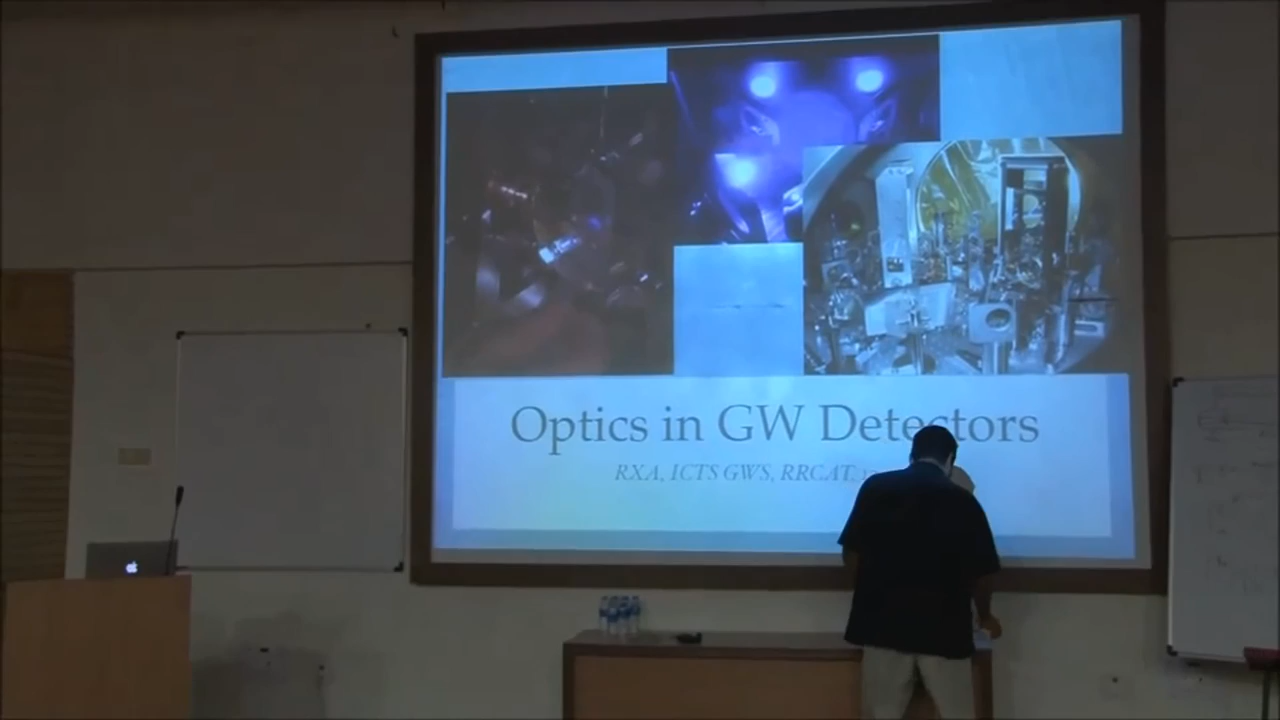 Optics in GW Detectors
RXA, ICTS GWS, RRCAT,